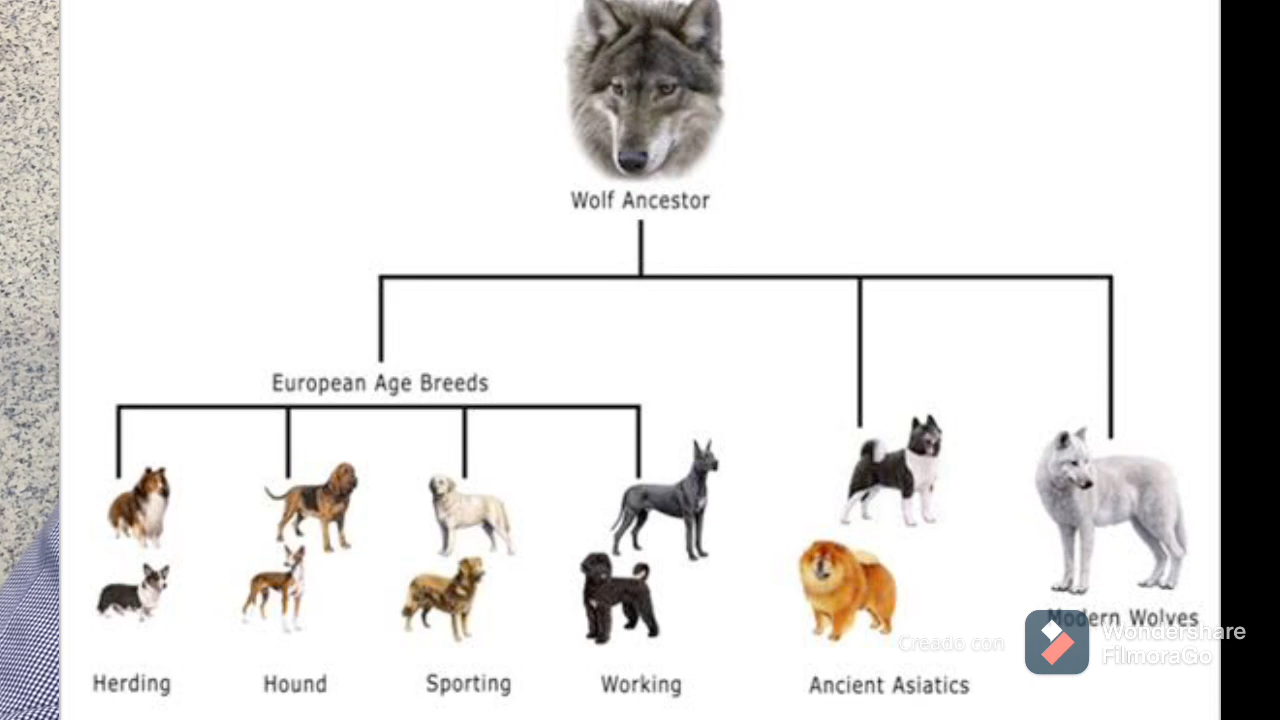 Wolf Ancestor
European Age Breeds
Modern Wolves
Creado con
Wondershare
FilmoraGo
Herding
Hound
Sporting
Working
Ancient Asiatics